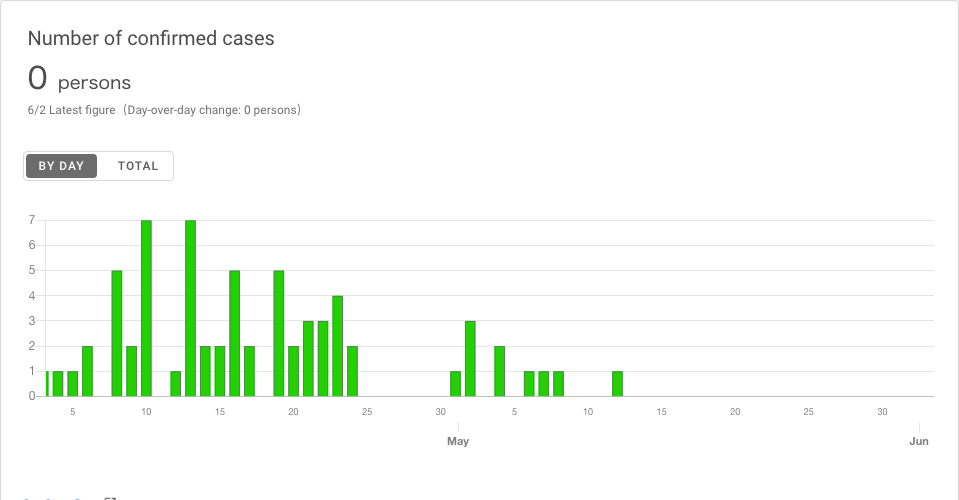 Number of confirmed cases
0 persons
6/2 Latest figure（Day-over-day change: 0 persons）
BY DAY TOTAL
7
6
5
4
3
2
1
0
5 10 15 20 25 30 5 10 15 20 25 30
May Jun